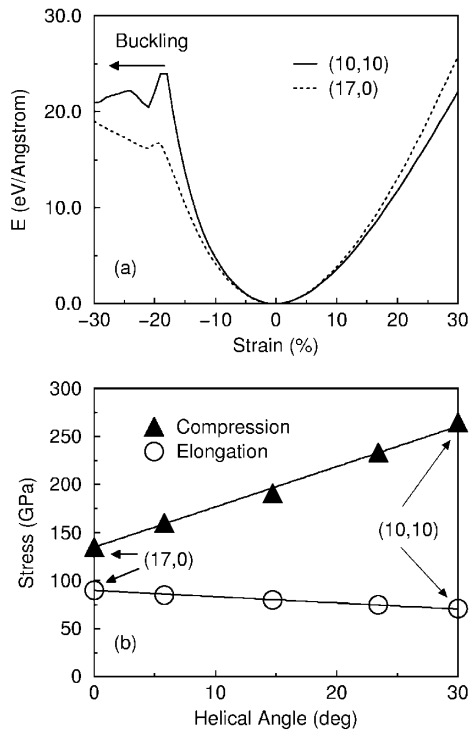 (a)
30.0
20.0
10.0
0.0
E (eV/Angstrom)
Buckling
(10,10)
(17,0)
(a)
−30 −20 −10 0 10 20 30
Strain (%)
(b)
300
250
200
150
100
50
0
Stress (GPa)
Compression
Elongation
(17,0)
(10,10)
(b)
0 10 20 30
Helical Angle (deg)